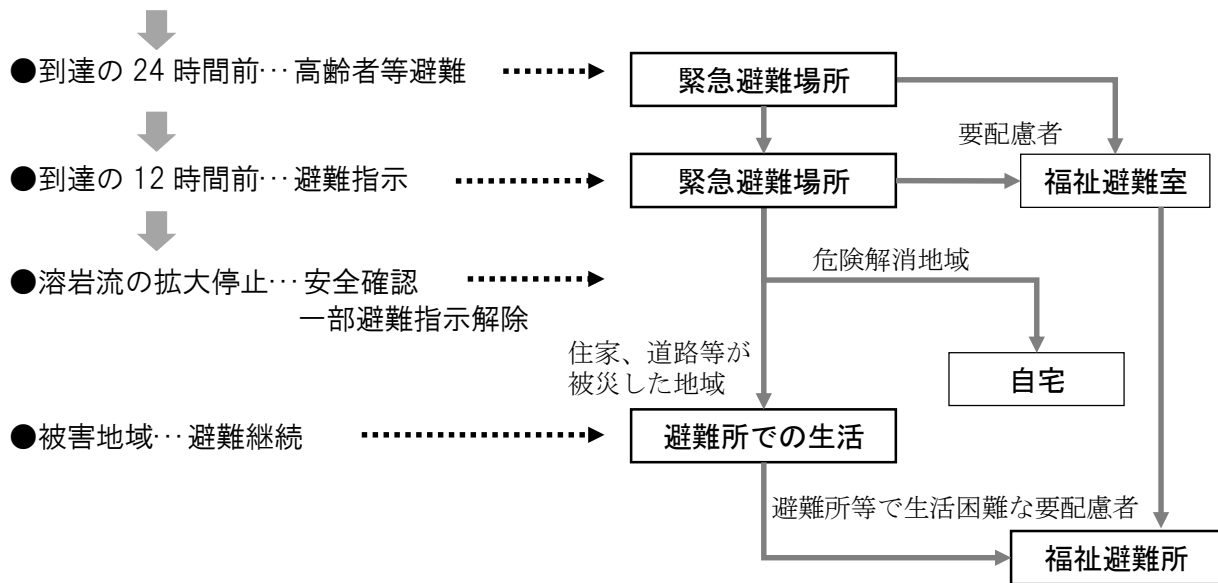 ●到達の 24 時間前… 高齢者等避難
緊急避難場所
要配慮者
●到達の 12 時間前… 避難指示
緊急避難場所
福祉避難室
危険解消地域
●溶岩流の拡大停止… 安全確認
一部避難指示解除
住家、道路等が
被災した地域
自宅
●被害地域… 避難継続
避難所での生活
避難所等で生活困難な要配慮者
福祉避難所